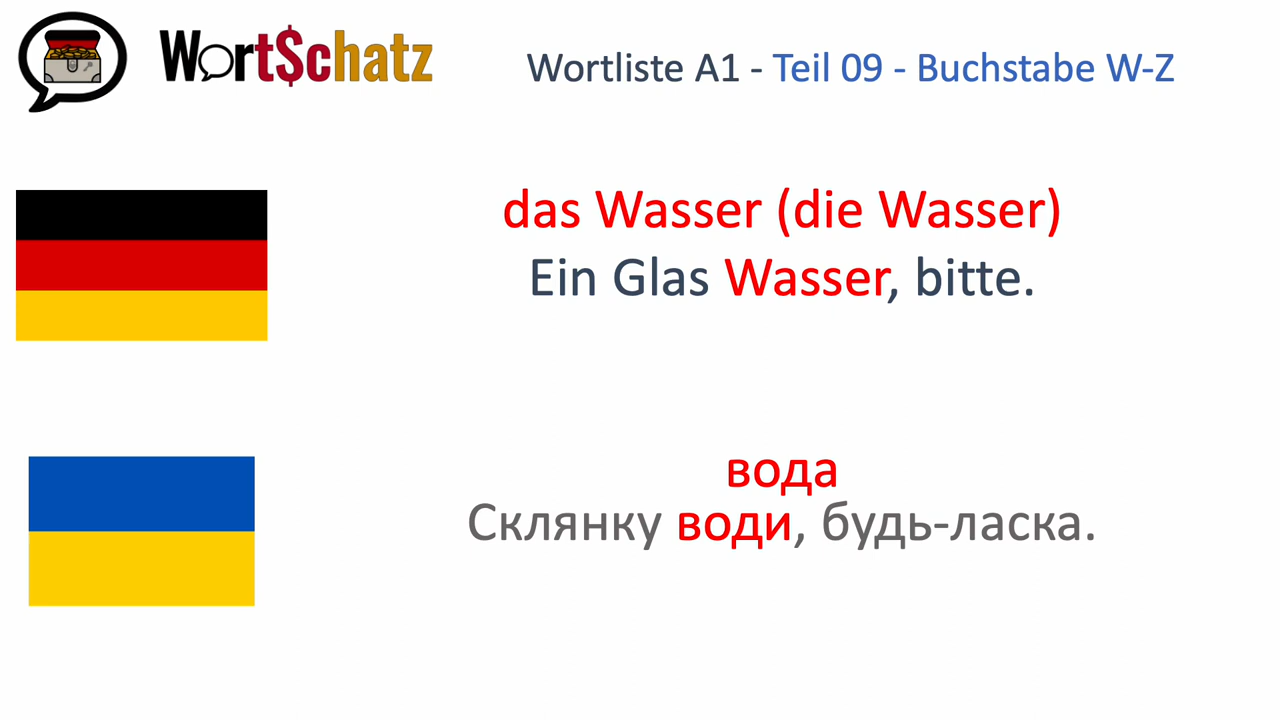 WortSchatz
Wortliste A1 - Teil 09 - Buchstabe W-Z
das Wasser (die Wasser)
Ein Glas Wasser, bitte.
вода
Склянку води, будь-ласка.